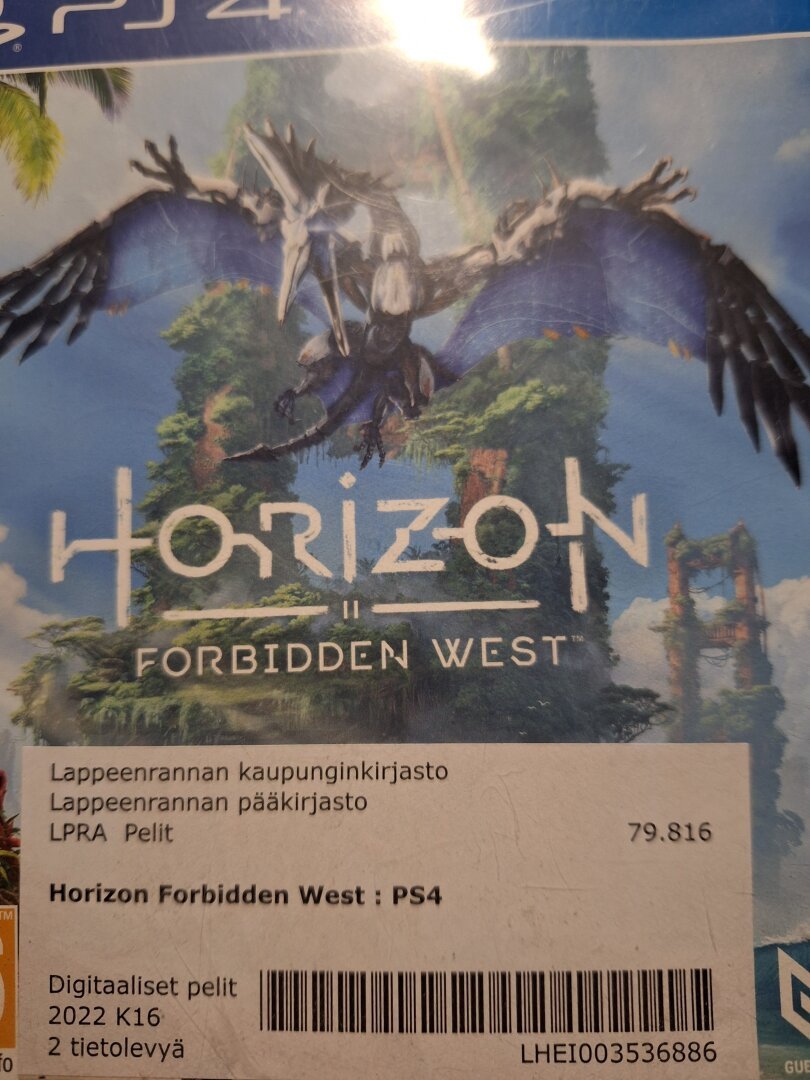 PS4
HORIZON
II
FORBIDDEN WEST™
Lappeenrannan kaupunginkirjasto
Lappeenrannan pääkirjasto
LPRA Pelit 79.816
Horizon Forbidden West : PS4
Digitaaliset pelit
2022 K16
2 tietolevyä
LHEI003536886